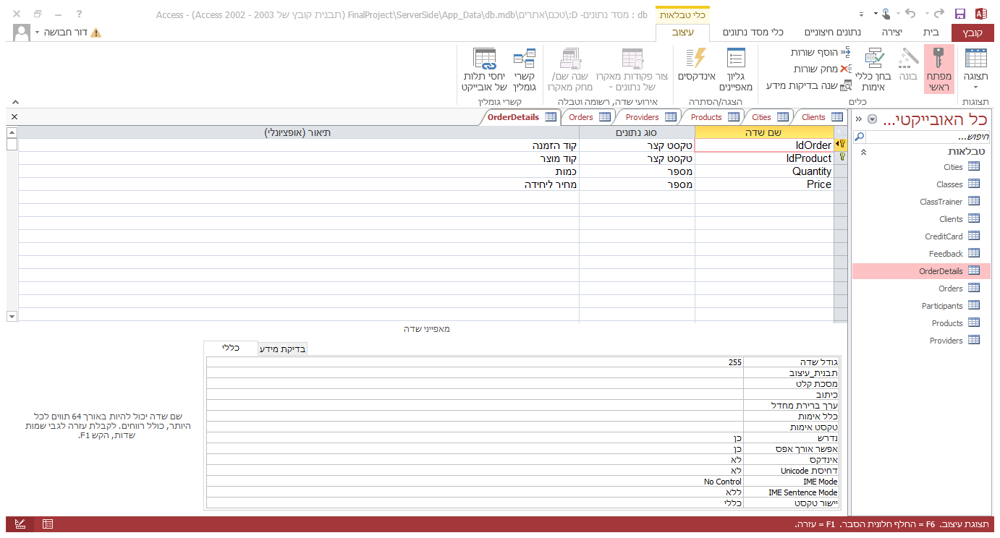 כלי טבלאות
db : מסד נתונים- D:\טכם\אתרים\FinalProject\ServerSide\App_Data\db.mdb (תבנית קובץ של Access 2002 - 2003) - Access
?
קובץ
בית
יצירה
נתונים חיצוניים
כלי מסד נתונים
עיצוב
דור חבושה
תצוגה
מפתח ראשי
בונה
בחן כללי אימות
הוסף שורות
מחק שורות
שנה בדיקות מידע
גליון מאפיינים
אינדקסים
צור פקודות מאקרו של נתונים
שנה שם/ מחק מאקרו
קשרי גומלין
יחסי תלות של אובייקט
תצוגות
כלים
הצגה/הסתרה
אירועי שדה, רשומה וטבלה
קשרי גומלין
כל האובייקטי...
חיפוש...
טבלאות
Cities
Classes
ClassTrainer
Clients
CreditCard
Feedback
OrderDetails
Orders
Participants
Products
Providers
Clients
Cities
Products
Providers
Orders
OrderDetails
שם שדה
סוג נתונים
תיאור (אופציונלי)
IdOrder טקסט קצר קוד הזמנה
IdProduct טקסט קצר קוד מוצר
Quantity מספר כמות
Price מספר מחיר ליחידה
מאפייני שדה
כללי
בדיקת מידע
גודל שדה 255
תבנית_עיצוב
מסכת קלט
כיתוב
ערך ברירת מחדל
כלל אימות
טקסט אימות
נדרש כן
אפשר אורך אפס כן
אינדקס לא
דחיסת Unicode לא
IME Mode No Control
IME Sentence Mode ללא
יישור טקסט כללי
שם שדה יכול להיות באורך 64 תווים לכל
היותר, כולל רווחים. לקבלת עזרה לגבי שמות
שדות, הקש F1.
תצוגת עיצוב. F6 = החלף חלונית הסבר. F1 = עזרה.